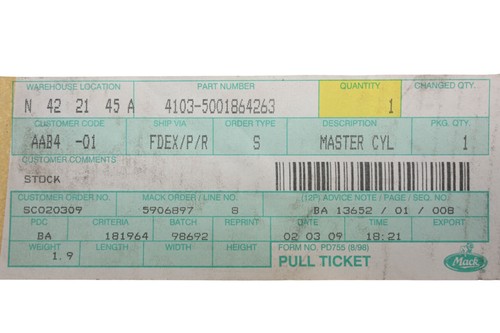 WAREHOUSE LOCATION PART NUMBER QUANTITY CHANGED QTY.
N 42 21 45 A 4103-5001864263 1
CUSTOMER CODE SHIP VIA ORDER TYPE DESCRIPTION PKG. QTY.
AAB4 -01 FDEX/P/R S MASTER CYL 1
CUSTOMER COMMENTS
STOCK
CUSTOMER ORDER NO. MACK ORDER / LINE NO. (12P) ADVICE NOTE / PAGE / SEQ. NO.
SC020309 5906897 8 BA 13652 / 01 / 008
PDC CRITERIA BATCH REPRINT DATE TIME EXPORT
BA 181964 98692 02 03 09 18:21
WEIGHT LENGTH WIDTH HEIGHT FORM NO. PD755 (8/98)
1.9 PULL TICKET Mack